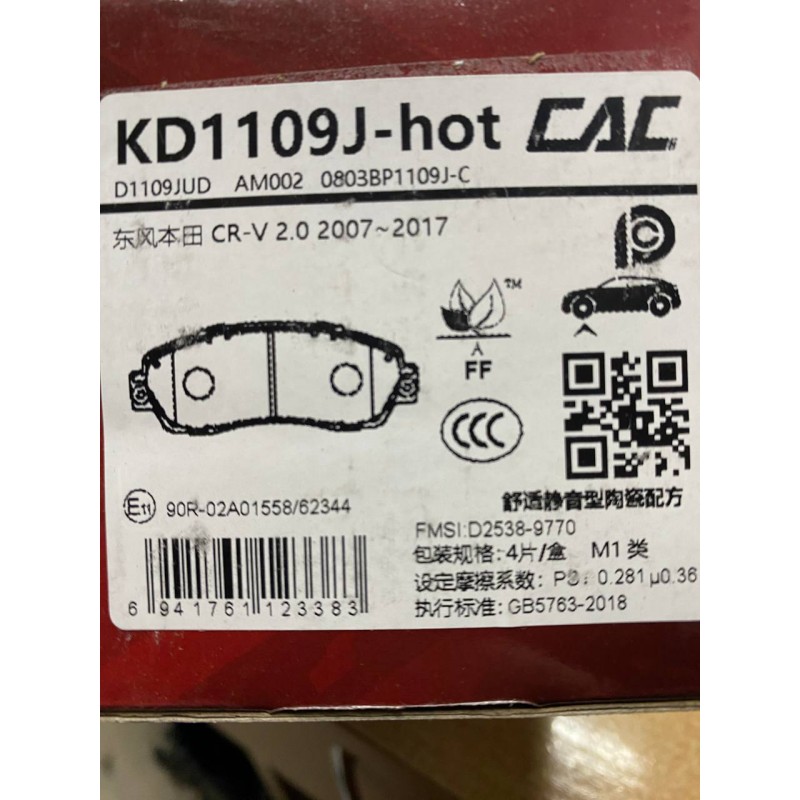 KD1109J-hot CAC
D1109JUD AM002 0803BP1109J-C
东风本田 CR-V 2.0 2007~2017
TM
A
FF
CCC
E11 90R-02A01558/62344
舒适静音型陶瓷配方
FMSI:D2538-9770
包装规格:4片/盒 M1类
设定摩擦系数: 0.281 μ0.36
执行标准:GB5763-2018
6 941761 123383